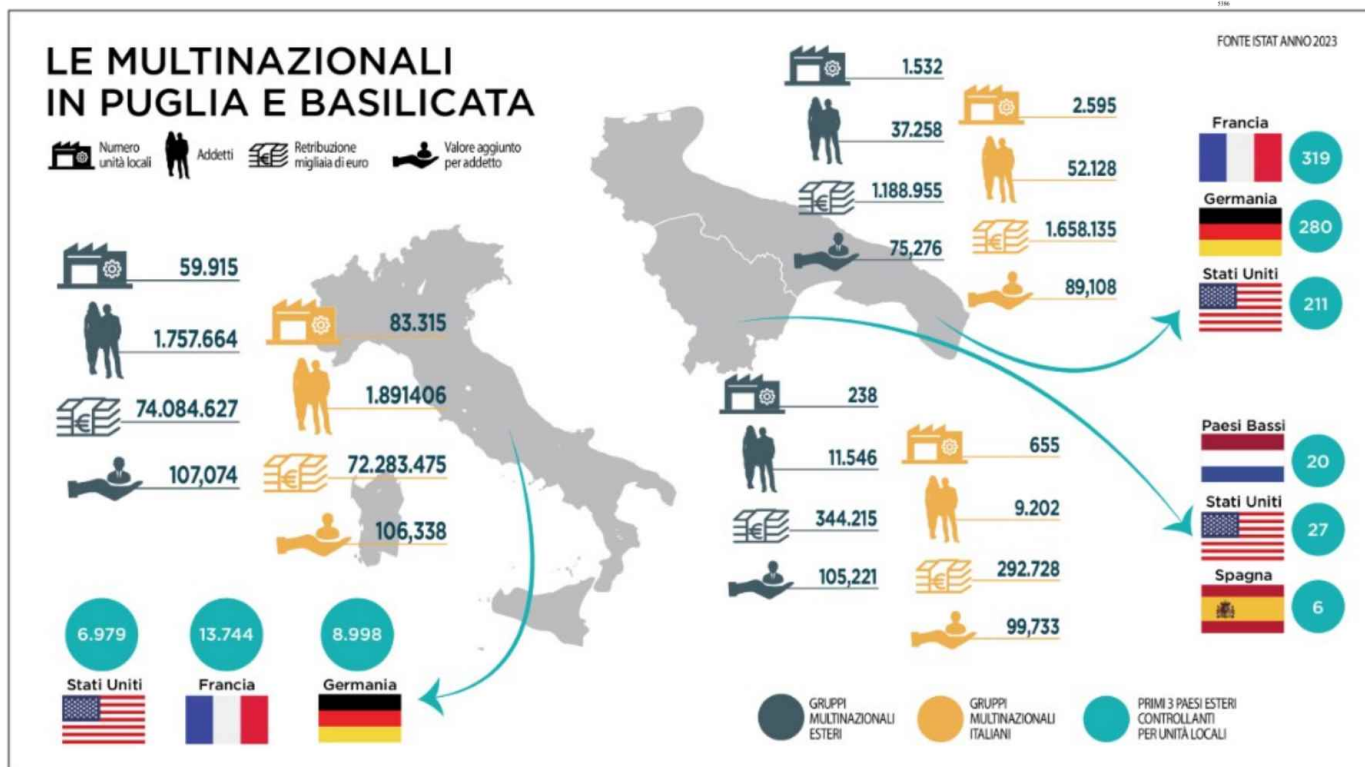 5186
FONTE ISTAT ANNO 2023
LE MULTINAZIONALI
IN PUGLIA E BASILICATA
Numero
unità locali
Addetti
Retribuzione
migliaia di euro
Valore aggiunto
per addetto
59.915
1.757.664
74.084.627
107,074
83.315
1.891406
72.283.475
106,338
6.979
13.744
8.998
Stati Uniti
Francia
Germania
1.532
37.258
1.188.955
75,276
2.595
52.128
1.658.135
89,108
Francia
319
Germania
280
Stati Uniti
211
238
11.546
344.215
105,221
655
9.202
292.728
99,733
Paesi Bassi
20
Stati Uniti
27
Spagna
6
GRUPPI
MULTINAZIONALI
ESTERI
GRUPPI
MULTINAZIONALI
ITALIANI
PRIMI 3 PAESI ESTERI
CONTROLLANTI
PER UNITÀ LOCALI